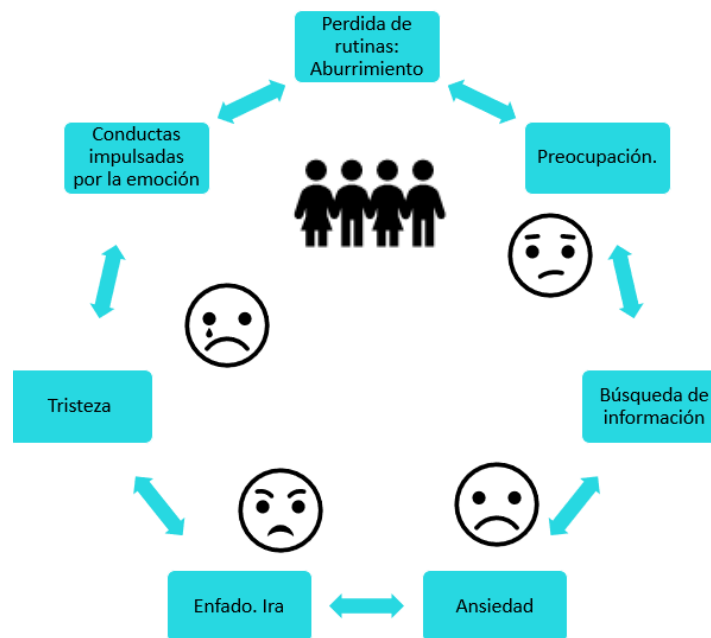 Perdida de
rutinas:
Aburrimiento
Preocupación.
Búsqueda de
información
Ansiedad
Enfado. Ira
Tristeza
Conductas
impulsadas
por la emoción